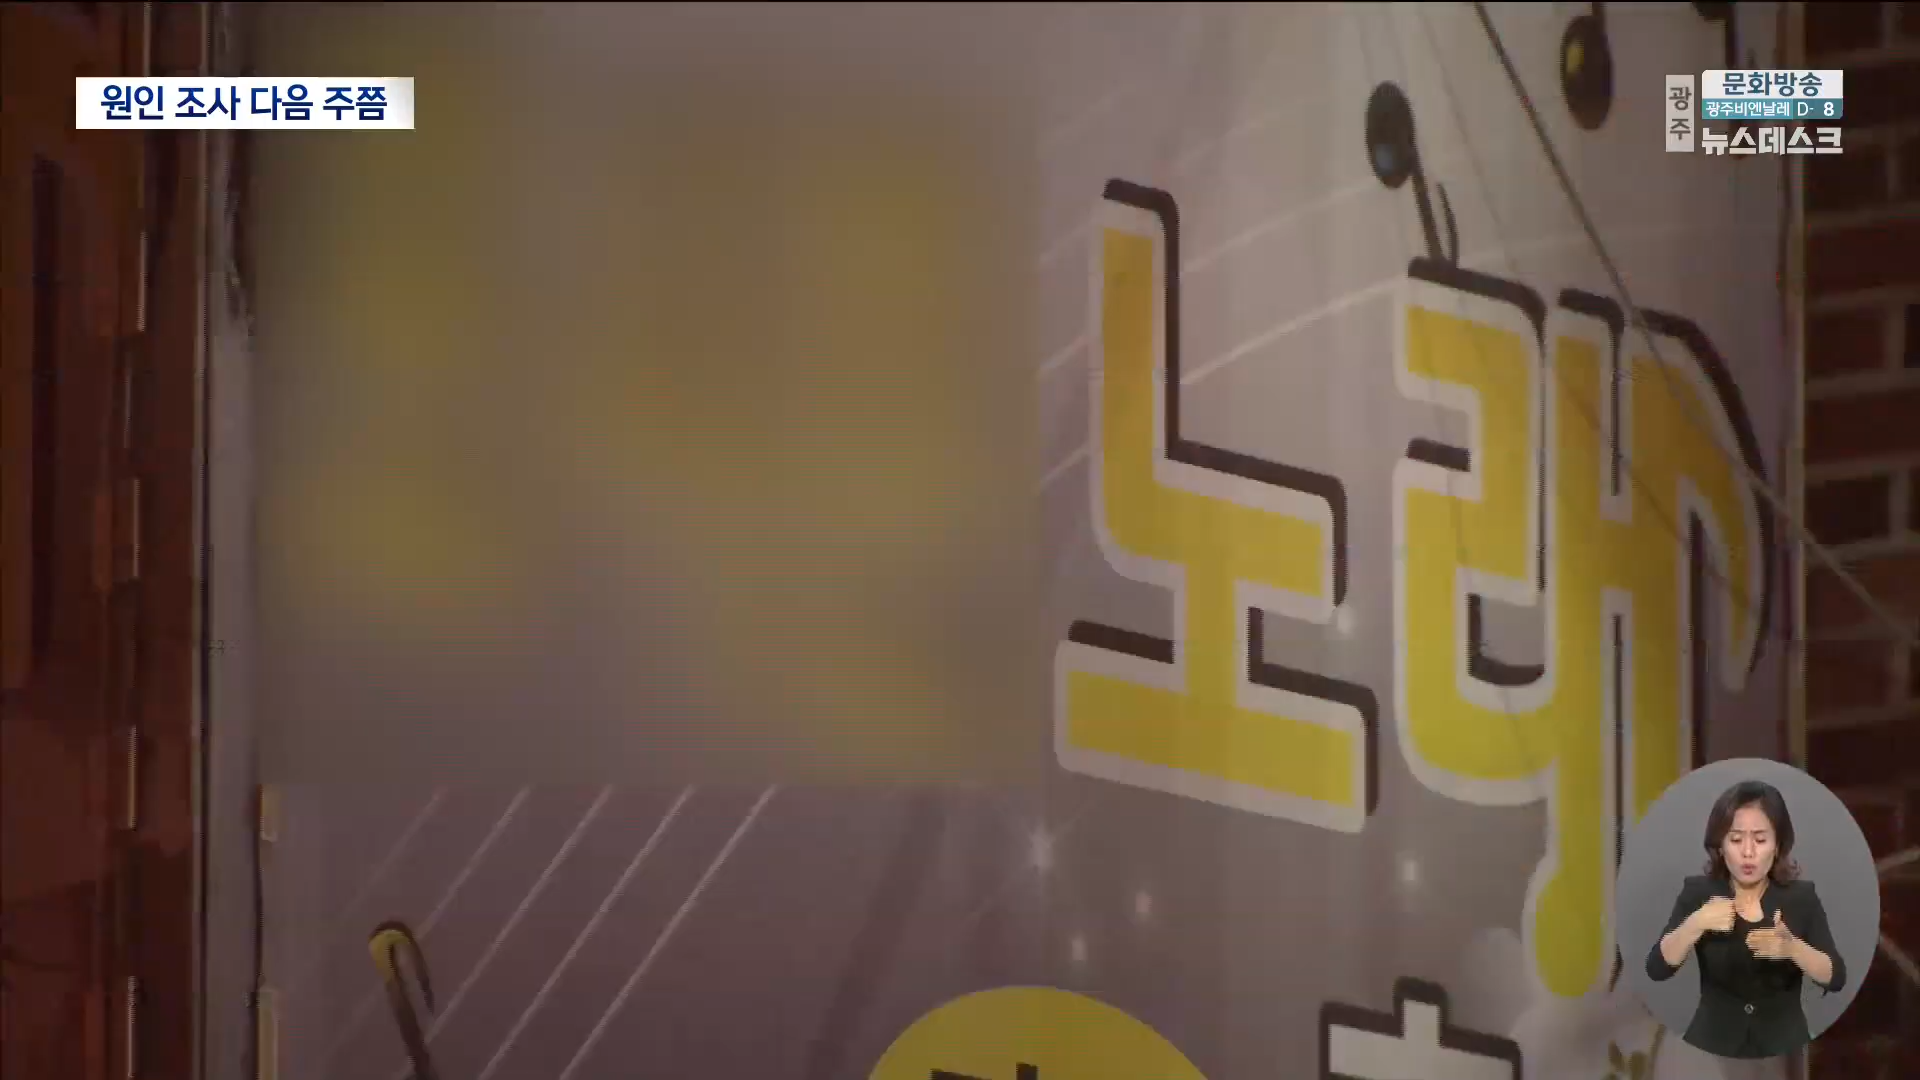 원인 조사 다음 주쯤
광주
문화방송
광주비엔날레 D- 8
뉴스데스크
노래